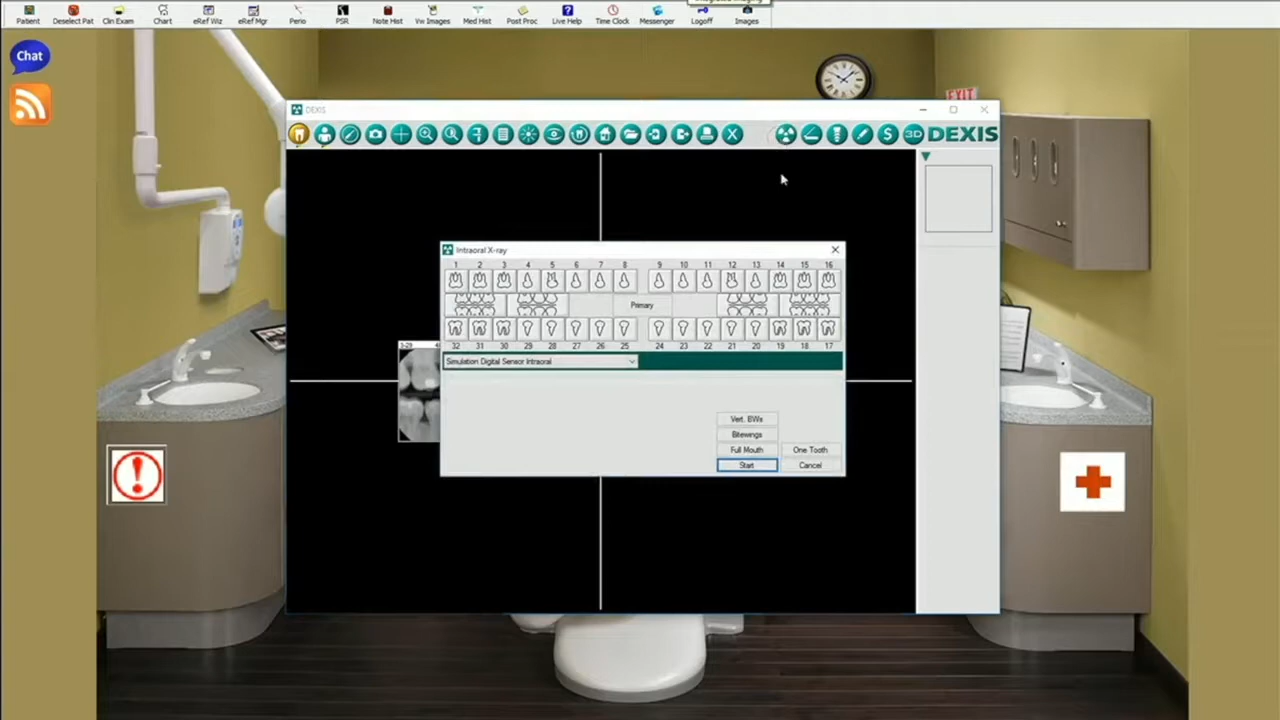 Patient Deselect Pat Clin Exam Chart eRef Wiz eRef Mgr Perio PSR Note Hist Vw Images Med Hist Post Proc Live Help Time Clock Messenger Logoff Images
Chat
EXIT
DEXIS
3D DEXIS
Intraoral X-ray
1 2 3 4 5 6 7 8 9 10 11 12 13 14 15 16
Primary
32 31 30 29 28 27 26 25 24 23 22 21 20 19 18 17
Simulation Digital Sensor Intraoral
Vert. BWs
Bitewings
Full Mouth One Tooth
Start Cancel